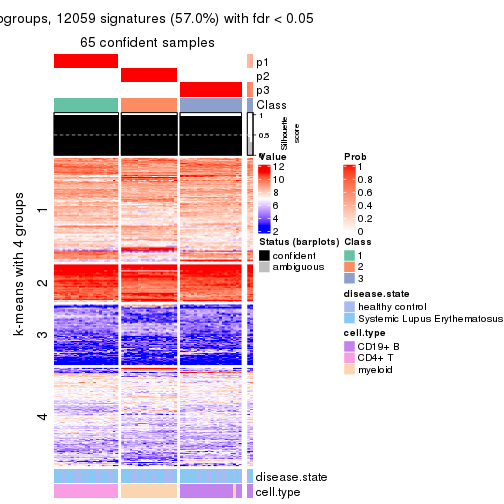 ogroups, 12059 signatures (57.0%) with fdr < 0.05
65 confident samples
p1
p2
p3
Class
1
0.5
0
Silhouette
score
k-means with 4 groups
1
2
3
4
Value
12
10
8
6
4
2
Prob
1
0.8
0.6
0.4
0.2
0
Status (barplots)
confident
ambiguous
Class
1
2
3
disease.state
healthy control
Systemic Lupus Erythematosus
cell.type
CD19+ B
CD4+ T
myeloid
disease.state
cell.type